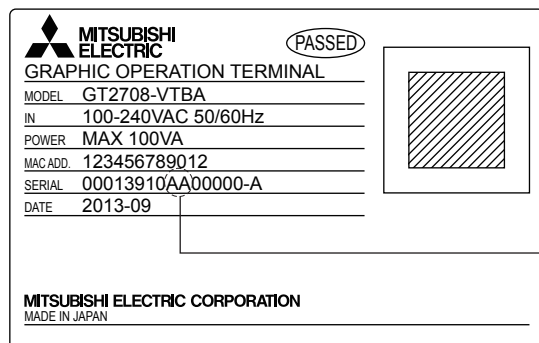 MITSUBISHI
ELECTRIC
PASSED
GRAPHIC OPERATION TERMINAL
MODEL GT2708-VTBA
IN 100-240VAC 50/60Hz
POWER MAX 100VA
MAC ADD. 123456789012
SERIAL 00013910AA00000-A
DATE 2013-09
MITSUBISHI ELECTRIC CORPORATION
MADE IN JAPAN